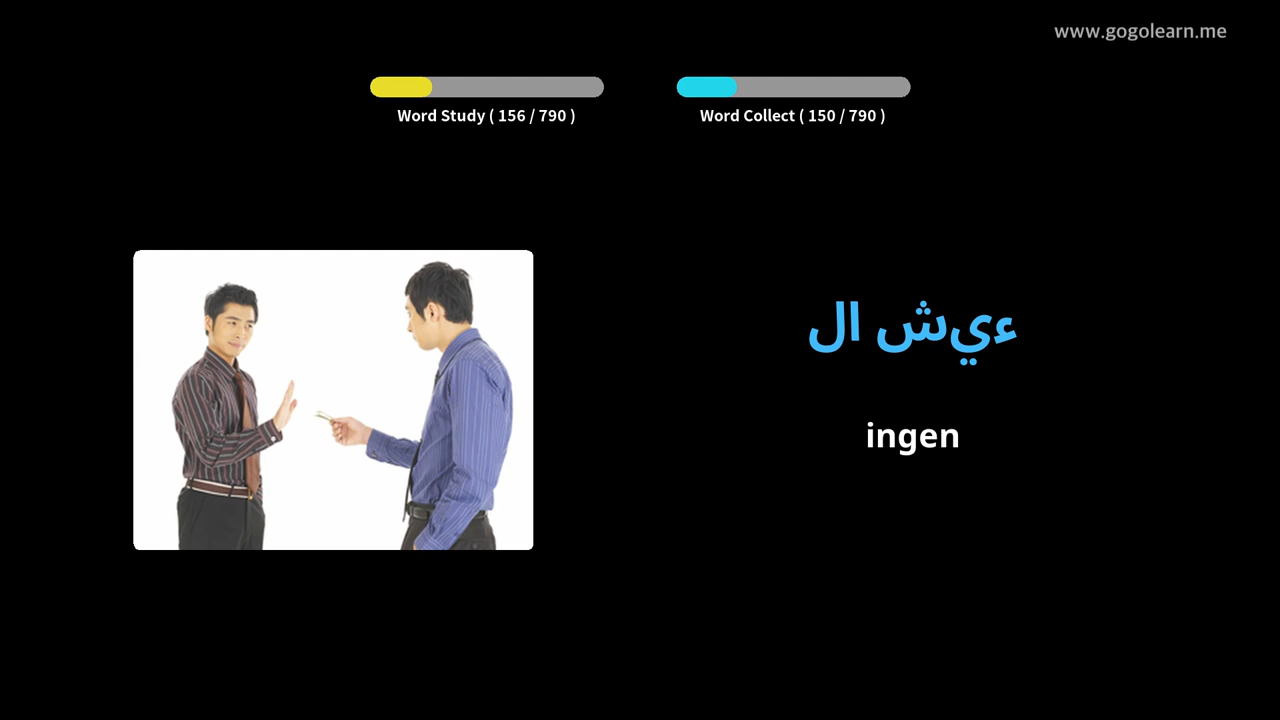 www.gogolearn.me
Word Study ( 156 / 790 )
Word Collect ( 150 / 790 )
ءيش ال
ingen